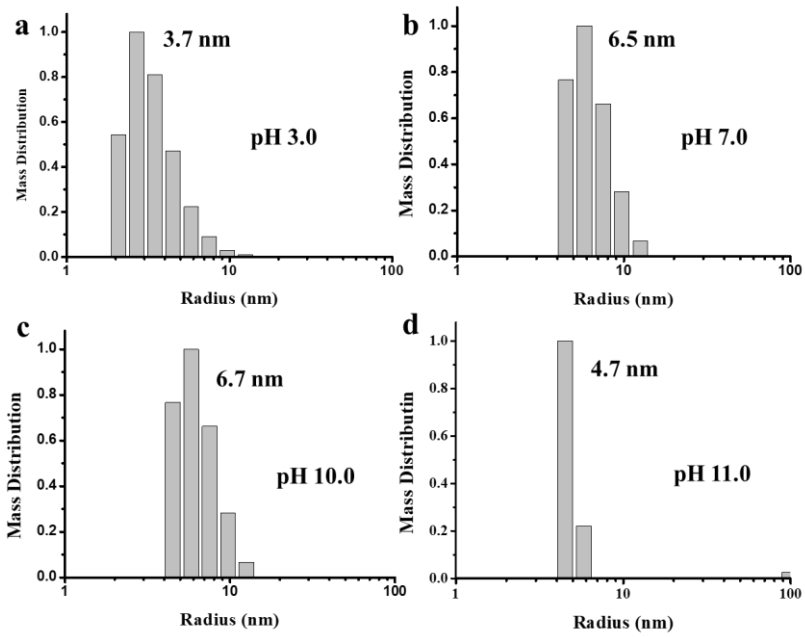 a
3.7 nm
pH 3.0
Mass Distribution
1.0
0.8
0.6
0.4
0.2
0.0
1
10
100
Radius (nm)
b
6.5 nm
pH 7.0
Mass Distribution
1.0
0.8
0.6
0.4
0.2
0.0
1
10
100
Radius (nm)
c
6.7 nm
pH 10.0
Mass Distribution
1.0
0.8
0.6
0.4
0.2
0.0
1
10
100
Radius (nm)
d
4.7 nm
pH 11.0
Mass Distributin
1.0
0.8
0.6
0.4
0.2
0.0
1
10
100
Radius (nm)